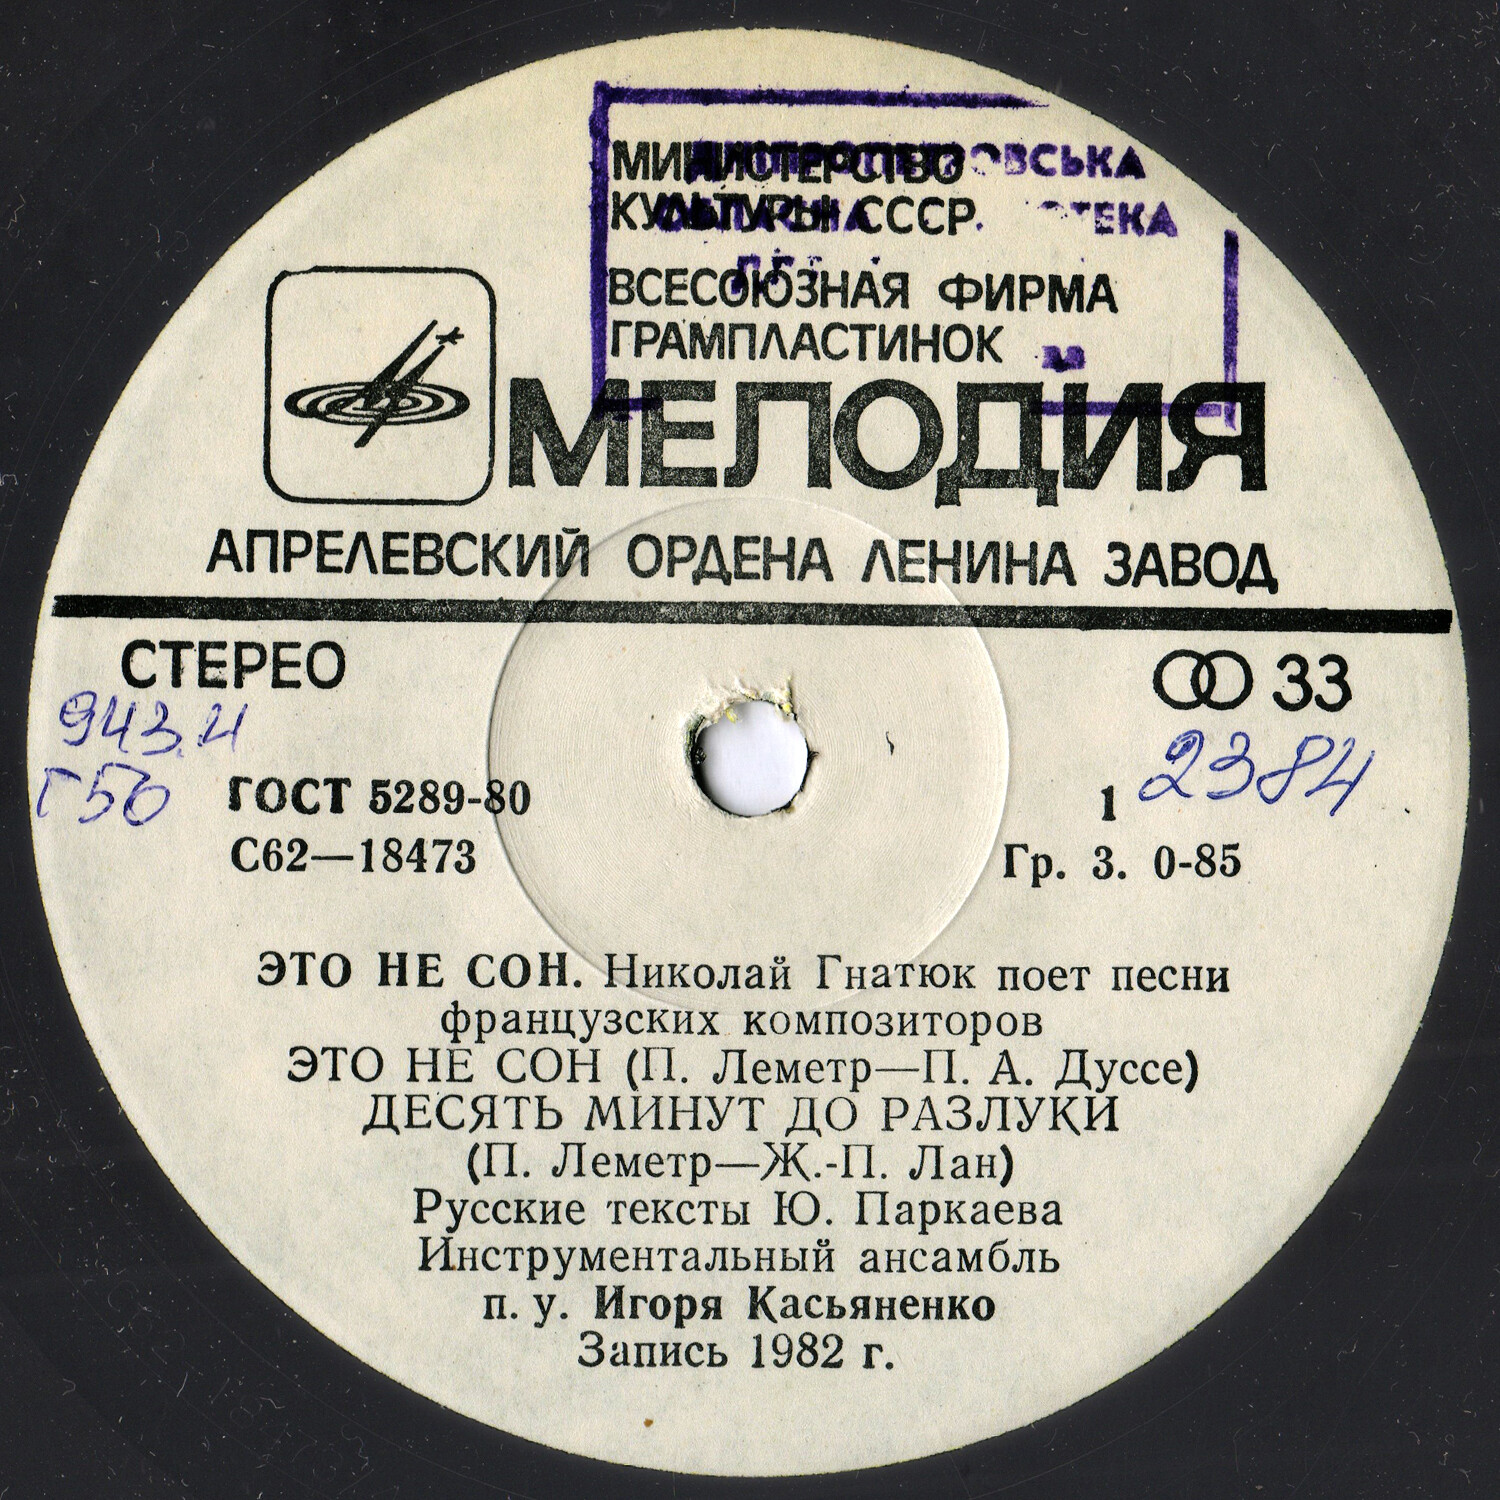 МИНИСТЕРСТВО
КУЛЬТУРЫ СССР.
ВСЕСОЮЗНАЯ ФИРМА
ГРАМПЛАСТИНОК
МЕЛОДИЯ
АПРЕЛЕВСКИЙ ОРДЕНА ЛЕНИНА ЗАВОД
СТЕРЕО 33
943.4 2384
Г50 ГОСТ 5289-80 1
С62—18473 Гр. 3. 0-85
ЭТО НЕ СОН. Николай Гнатюк поет песни
французских композиторов
ЭТО НЕ СОН (П. Леметр—П. А. Дуссе)
ДЕСЯТЬ МИНУТ ДО РАЗЛУКИ
(П. Леметр—Ж.-П. Лан)
Русские тексты Ю. Паркаева
Инструментальный ансамбль
п. у. Игоря Касьяненко
Запись 1982 г.